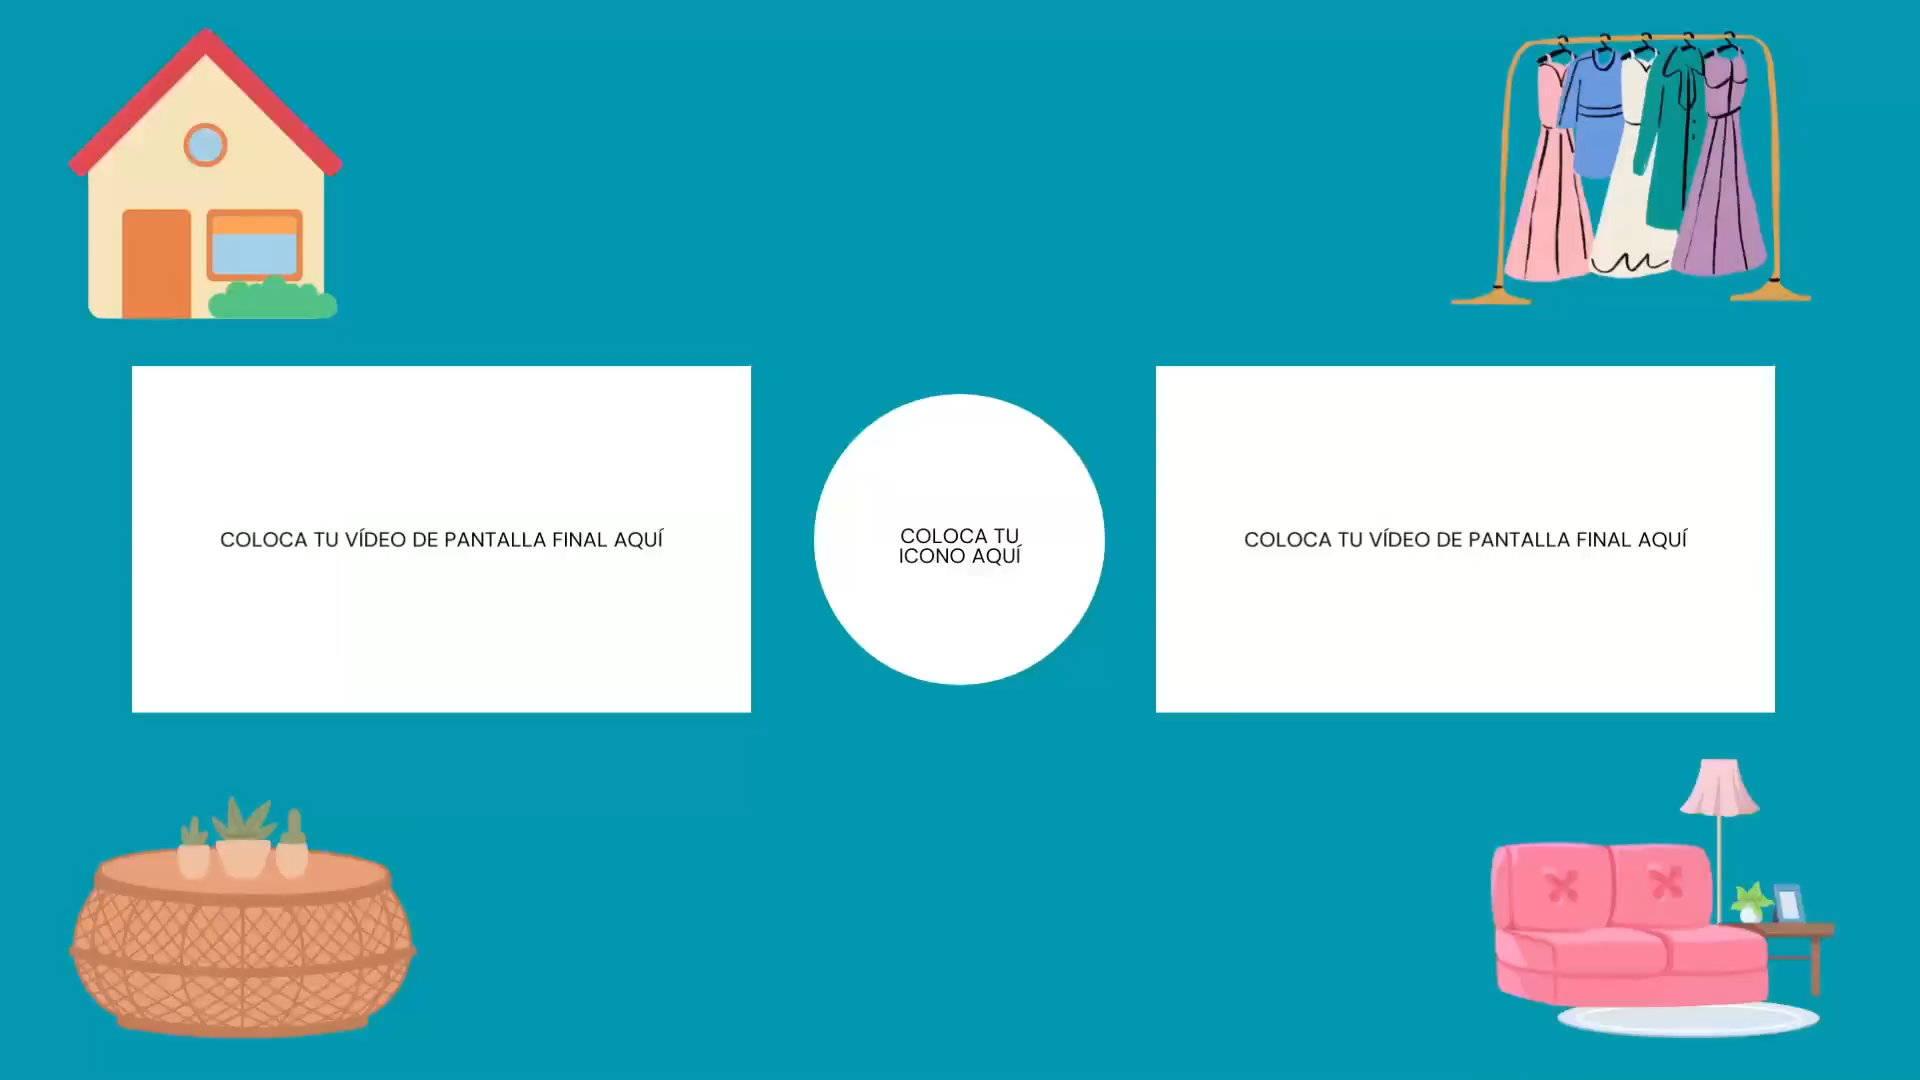 COLOCA TU VÍDEO DE PANTALLA FINAL AQUÍ
COLOCA TU
ICONO AQUÍ
COLOCA TU VÍDEO DE PANTALLA FINAL AQUÍ